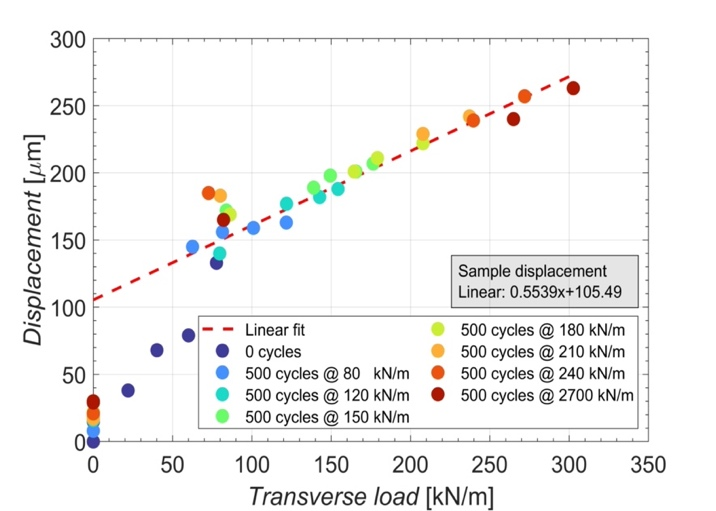 300
250
200
150
100
50
0
Displacement [μm]
Sample displacement
Linear: 0.5539x+105.49
Linear fit
0 cycles
500 cycles @ 80 kN/m
500 cycles @ 120 kN/m
500 cycles @ 150 kN/m
500 cycles @ 180 kN/m
500 cycles @ 210 kN/m
500 cycles @ 240 kN/m
500 cycles @ 2700 kN/m
0 50 100 150 200 250 300 350
Transverse load [kN/m]